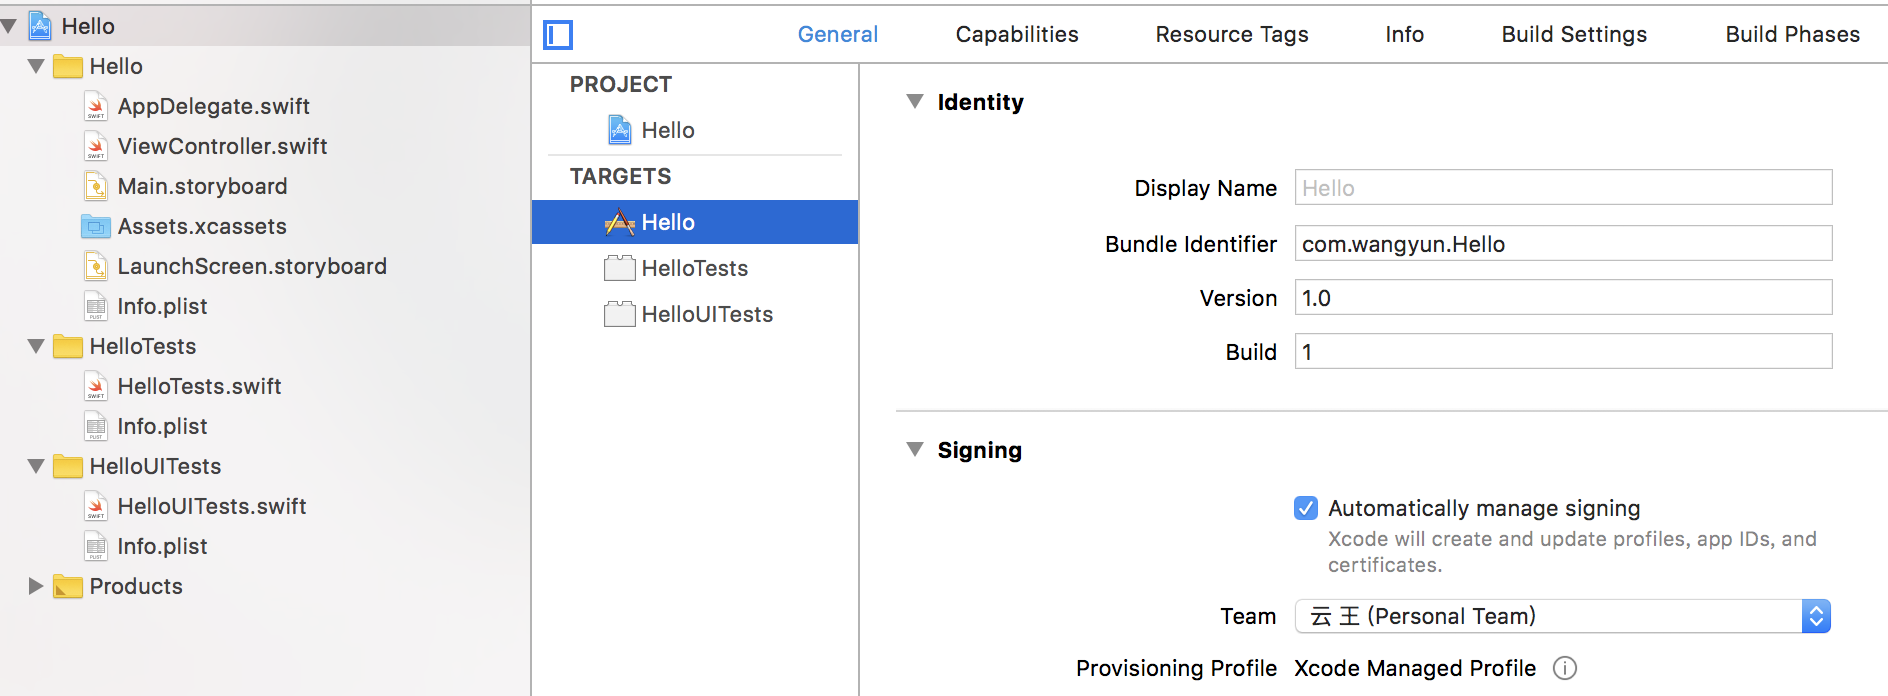 Hello
Hello
AppDelegate.swift
ViewController.swift
Main.storyboard
Assets.xcassets
LaunchScreen.storyboard
Info.plist
HelloTests
HelloTests.swift
Info.plist
HelloUITests
HelloUITests.swift
Info.plist
Products
General Capabilities Resource Tags Info Build Settings Build Phases
PROJECT
Hello
TARGETS
Hello
HelloTests
HelloUITests
Identity
Display Name Hello
Bundle Identifier com.wangyun.Hello
Version 1.0
Build 1
Signing
Automatically manage signing
Xcode will create and update profiles, app IDs, and
certificates.
Team 云 王 (Personal Team)
Provisioning Profile Xcode Managed Profile